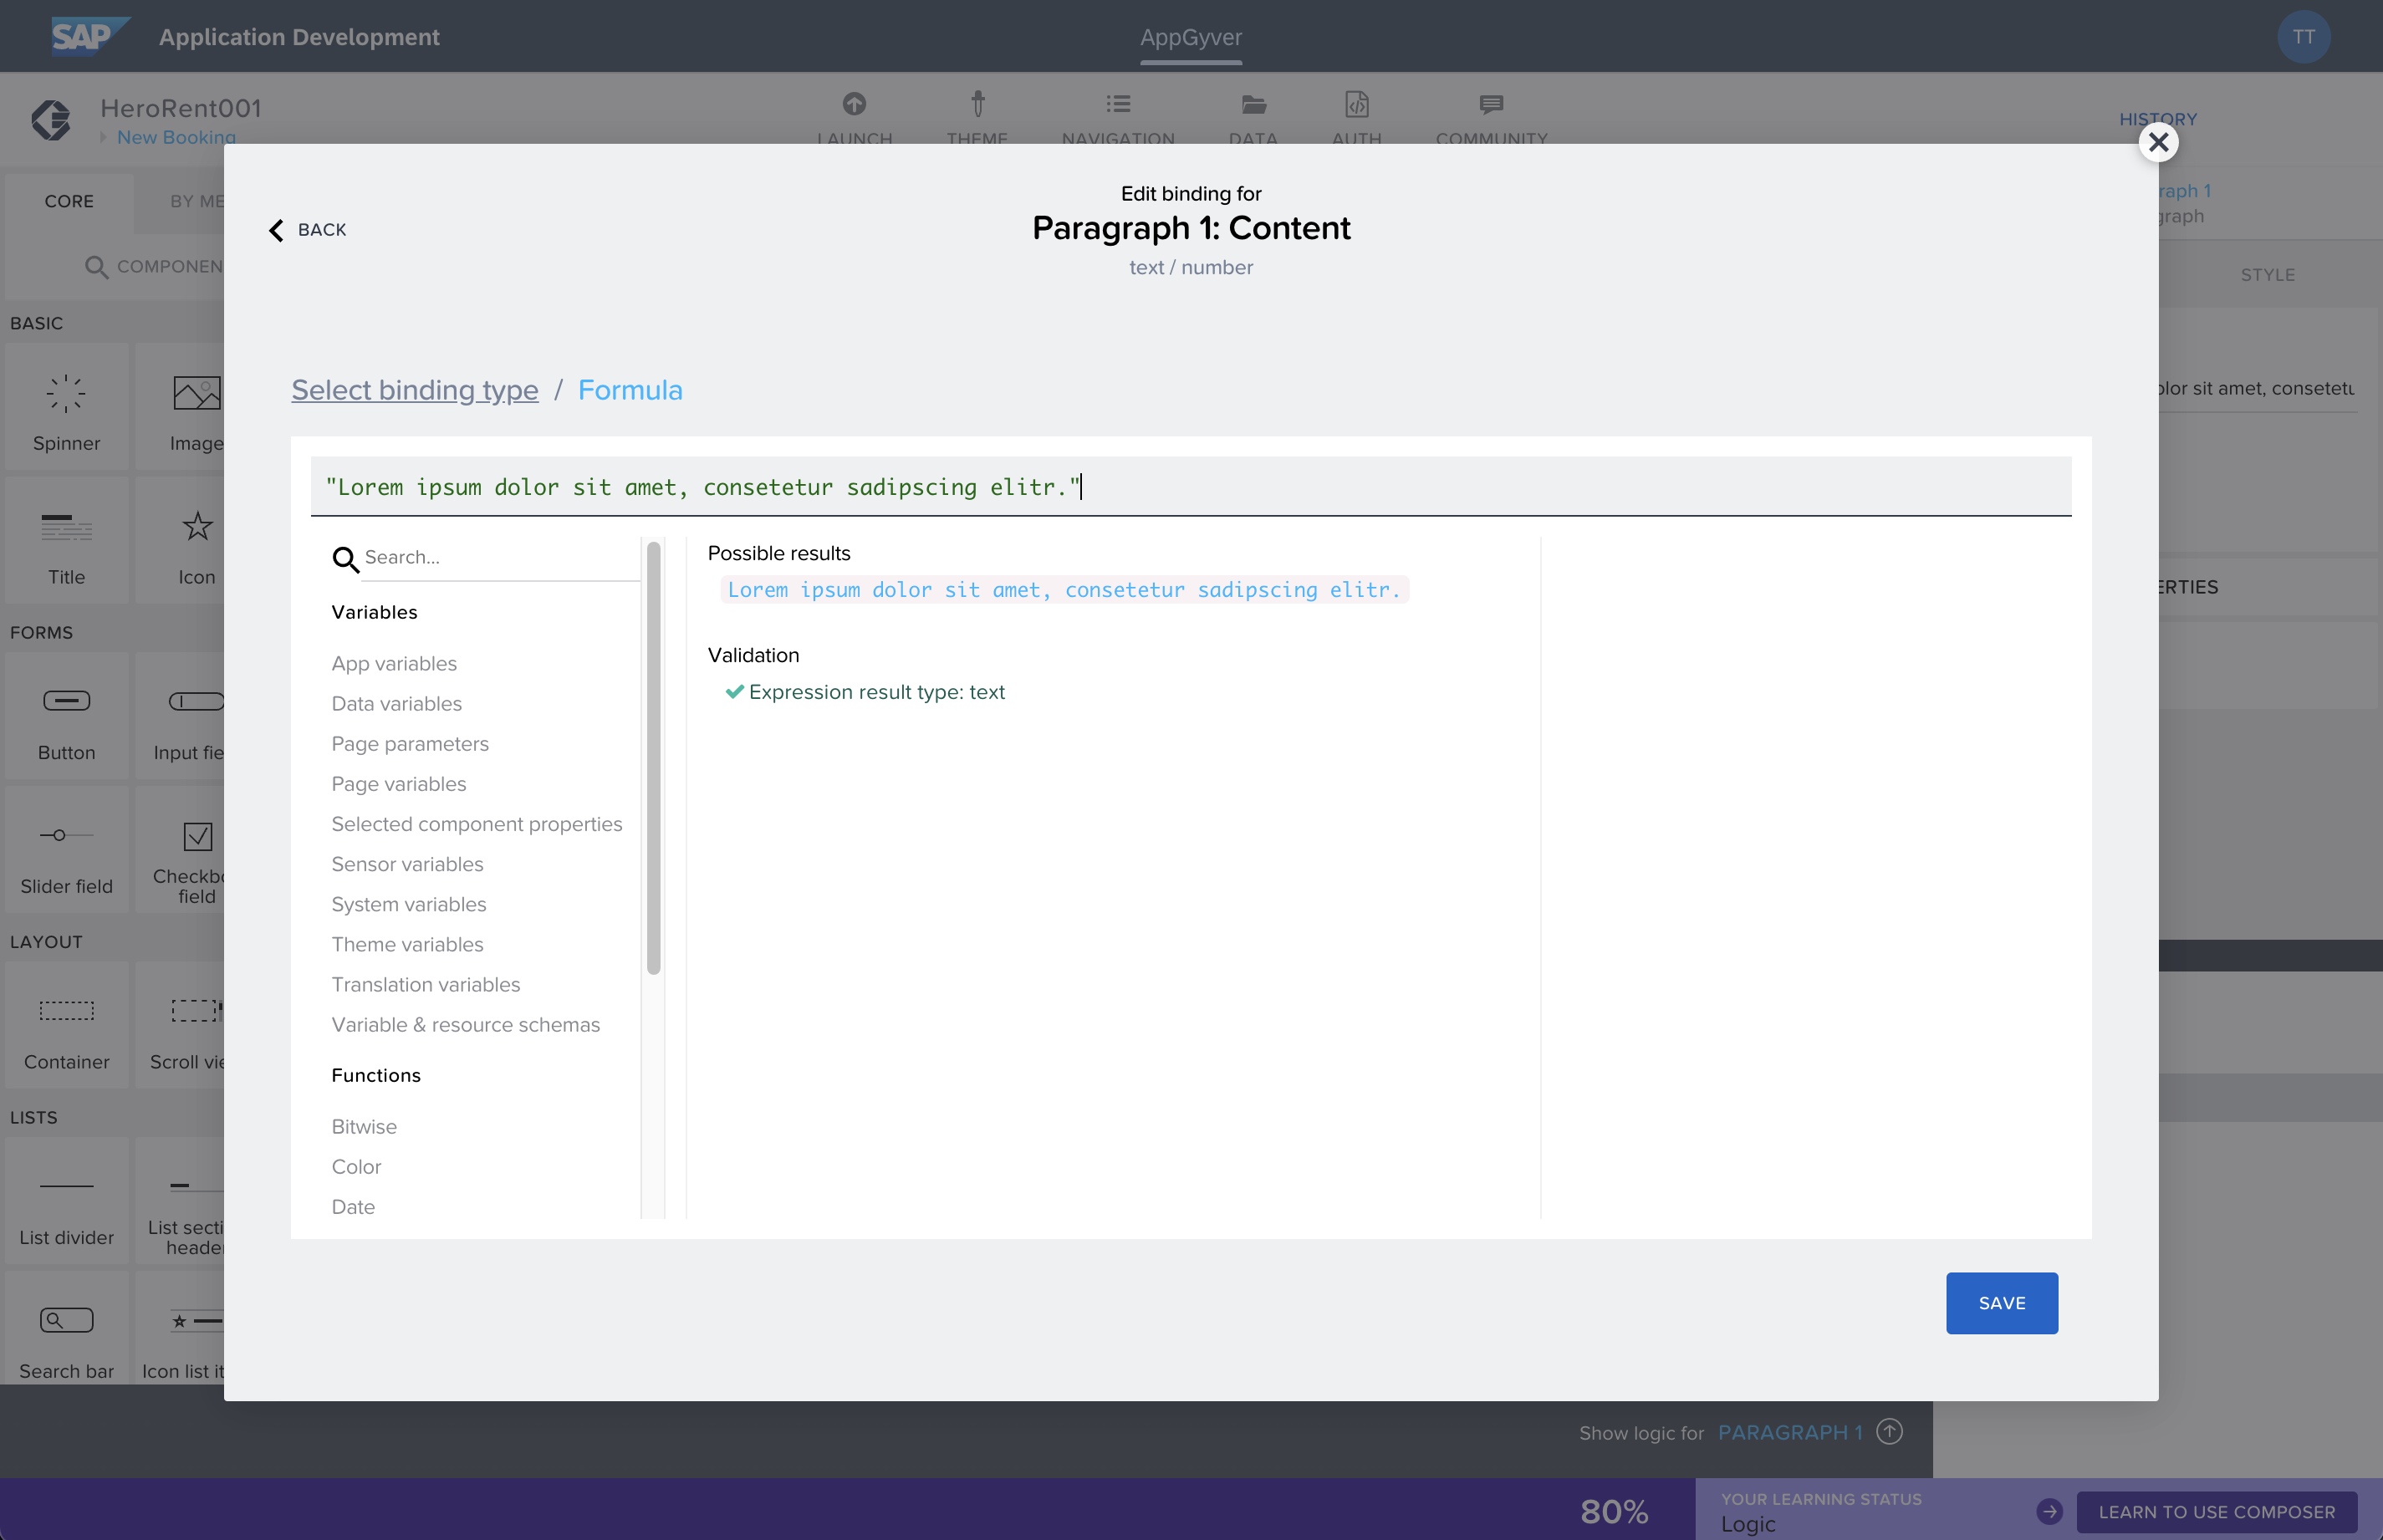 SAP
Application Development
AppGyver
TT
HeroRent001
New Booking
LAUNCH
THEME
NAVIGATION
DATA
AUTH
COMMUNITY
HISTORY
CORE
BY ME
COMPONEN
BASIC
Spinner
Image
Title
Icon
FORMS
Button
Input fie
Slider field
Checkb
field
LAYOUT
Container
Scroll vie
LISTS
List divider
List secti
header
Search bar
Icon list it
BACK
Edit binding for
Paragraph 1: Content
text / number
Select binding type / Formula
"Lorem ipsum dolor sit amet, consetetur sadipscing elitr."
Search...
Variables
App variables
Data variables
Page parameters
Page variables
Selected component properties
Sensor variables
System variables
Theme variables
Translation variables
Variable & resource schemas
Functions
Bitwise
Color
Date
Possible results
Lorem ipsum dolor sit amet, consetetur sadipscing elitr.
Validation
Expression result type: text
SAVE
raph 1
graph
STYLE
olor sit amet, consetetu
ERTIES
Show logic for PARAGRAPH 1
80%
YOUR LEARNING STATUS
Logic
LEARN TO USE COMPOSER